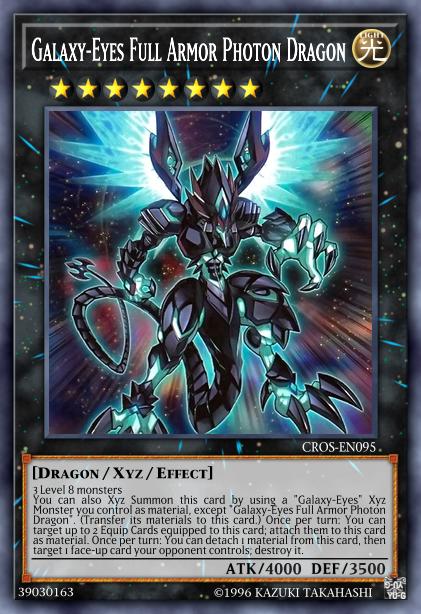 GALAXY-EYES FULL ARMOR PHOTON DRAGON
LIGHT
光
CROS-EN095
[DRAGON / XYZ / EFFECT]
3 Level 8 monsters
You can also Xyz Summon this card by using a "Galaxy-Eyes" Xyz
Monster you control as material, except "Galaxy-Eyes Full Armor Photon
Dragon". (Transfer its materials to this card.) Once per turn: You can
target up to 2 Equip Cards equipped to this card; attach them to this card
as material. Once per turn: You can detach 1 material from this card, then
target 1 face-up card your opponent controls; destroy it.
ATK/4000 DEF/3500
39030163
©1996 KAZUKI TAKAHASHI